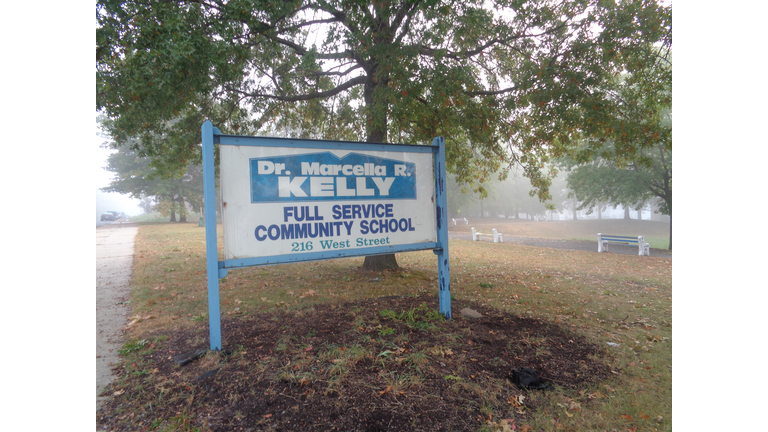 Dr. Marcella R.
KELLY
FULL SERVICE
COMMUNITY SCHOOL
216 West Street